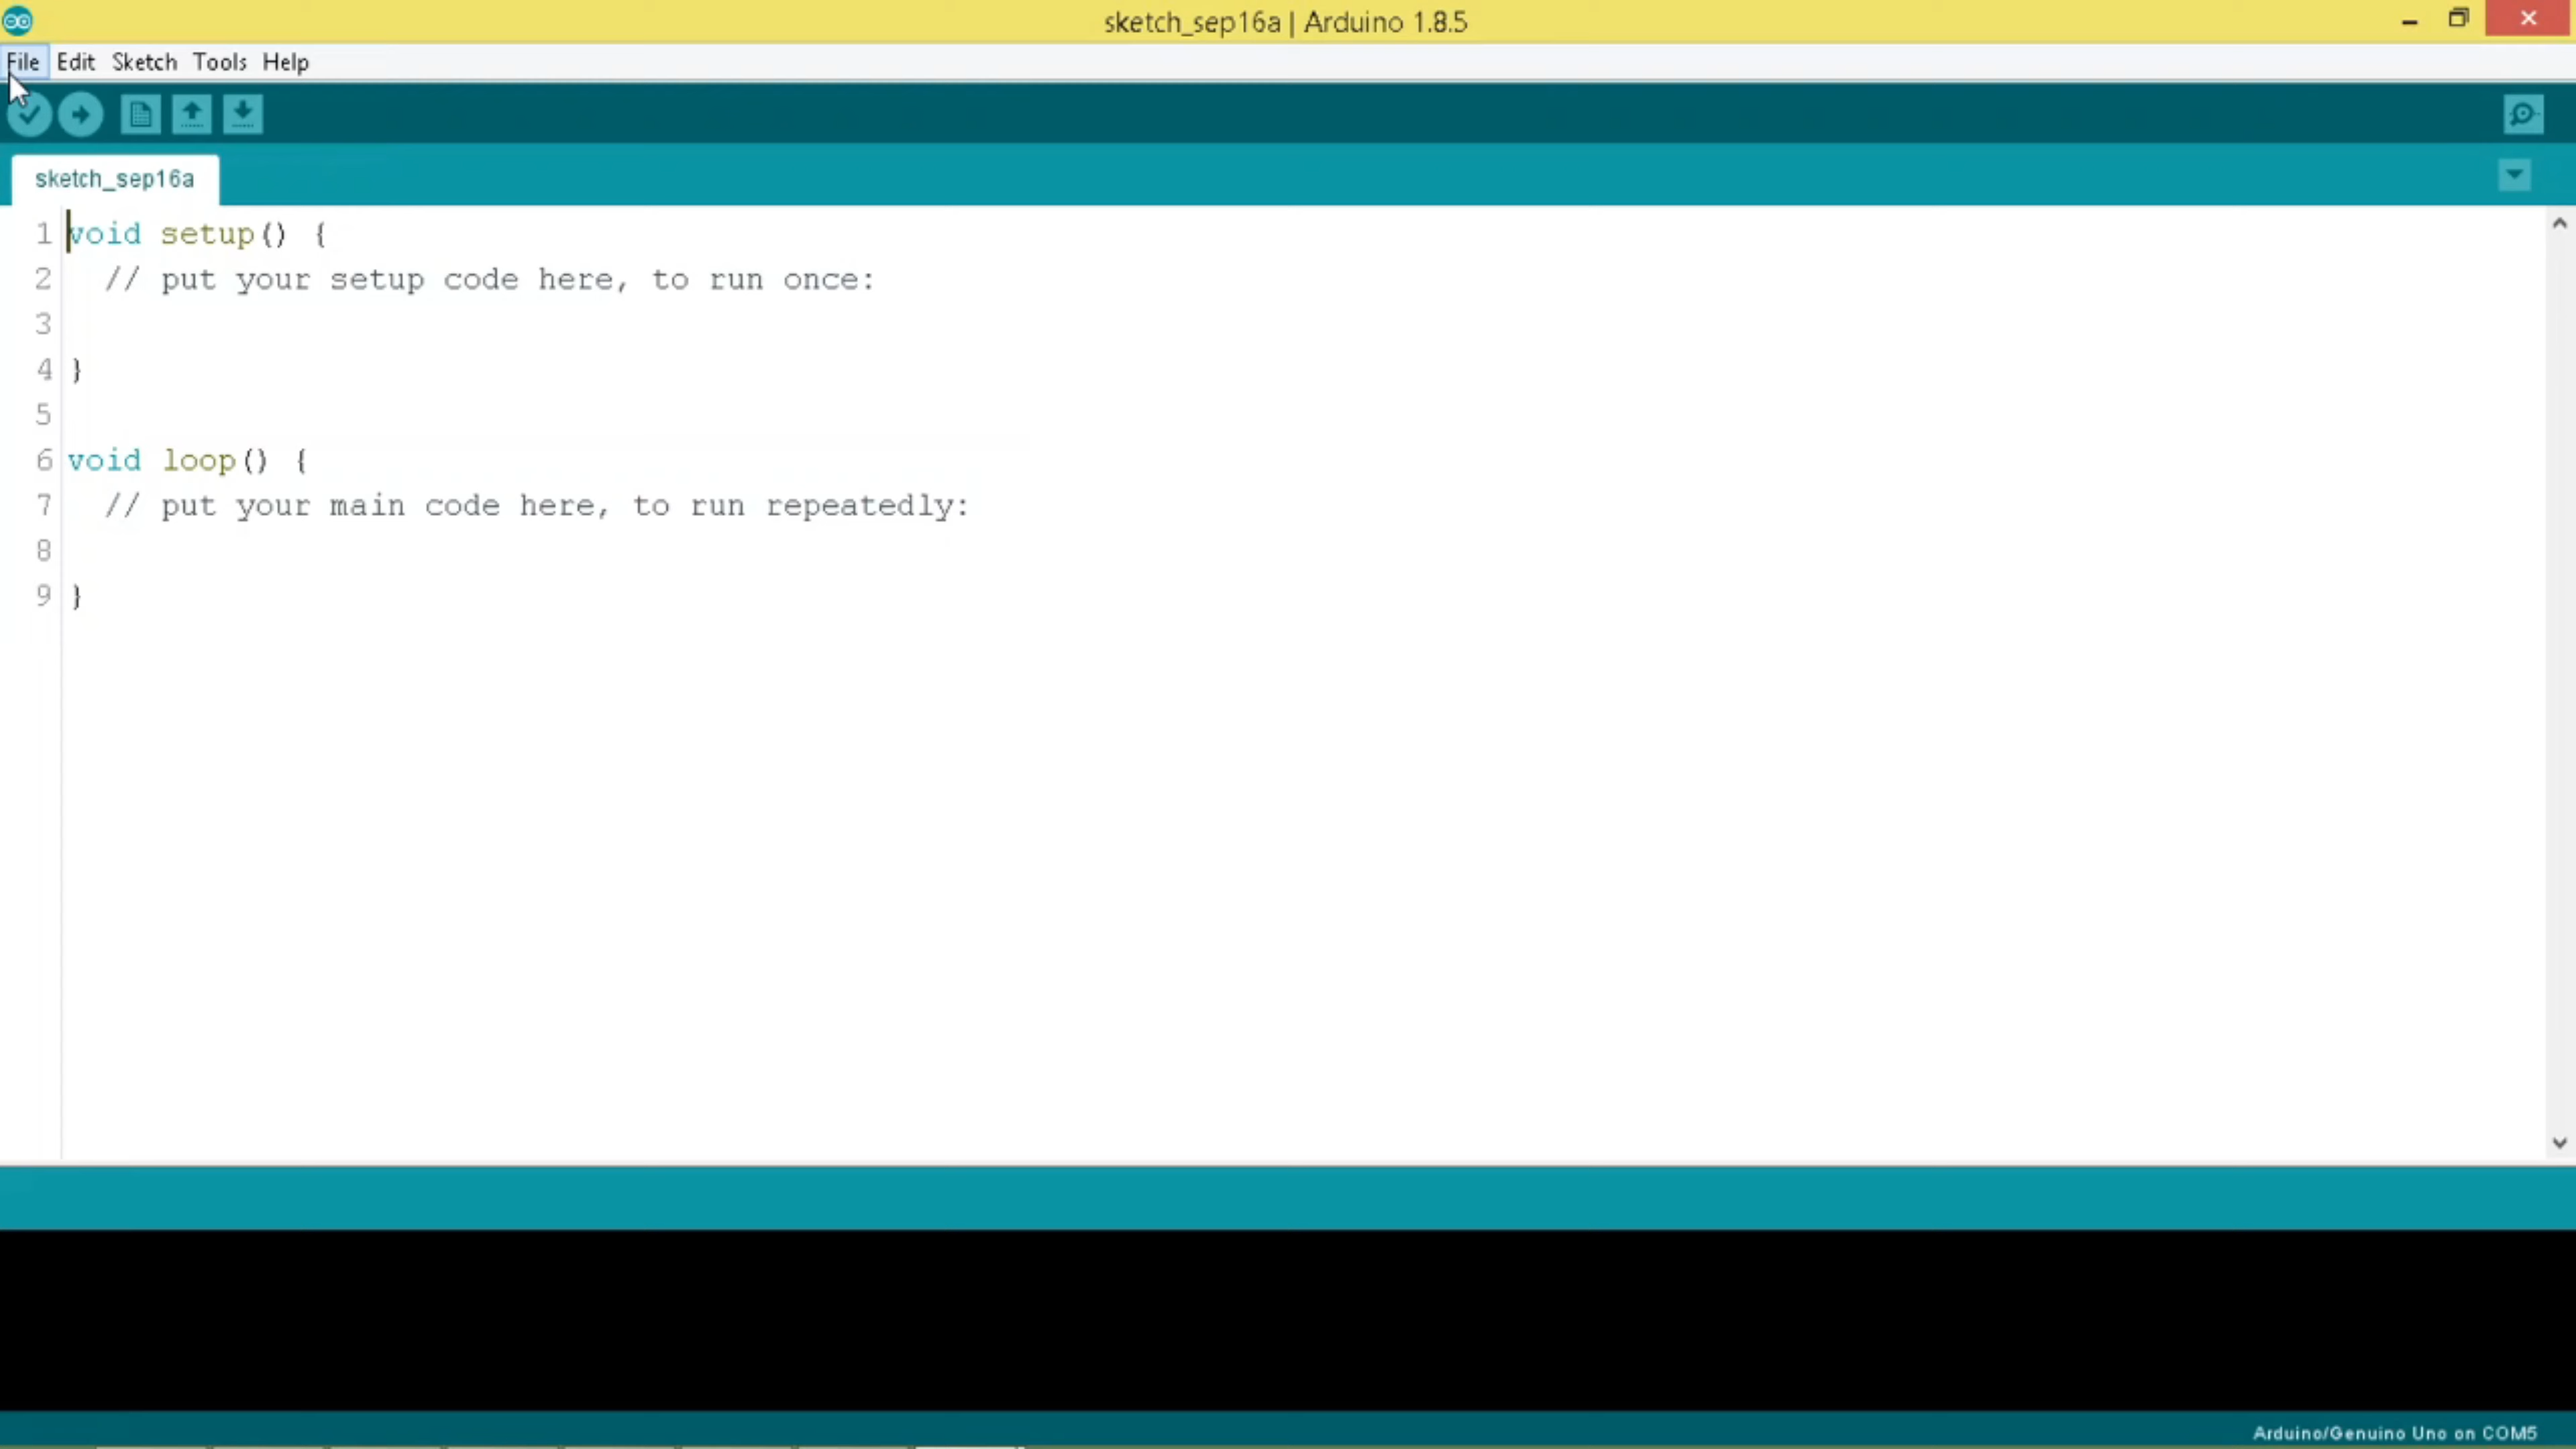 sketch_sep16a | Arduino 1.8.5
File Edit Sketch Tools Help
sketch_sep16a
1 void setup() {
2   // put your setup code here, to run once:
3
4 }
5
6 void loop() {
7   // put your main code here, to run repeatedly:
8
9 }
Arduino/Genuino Uno on COM5